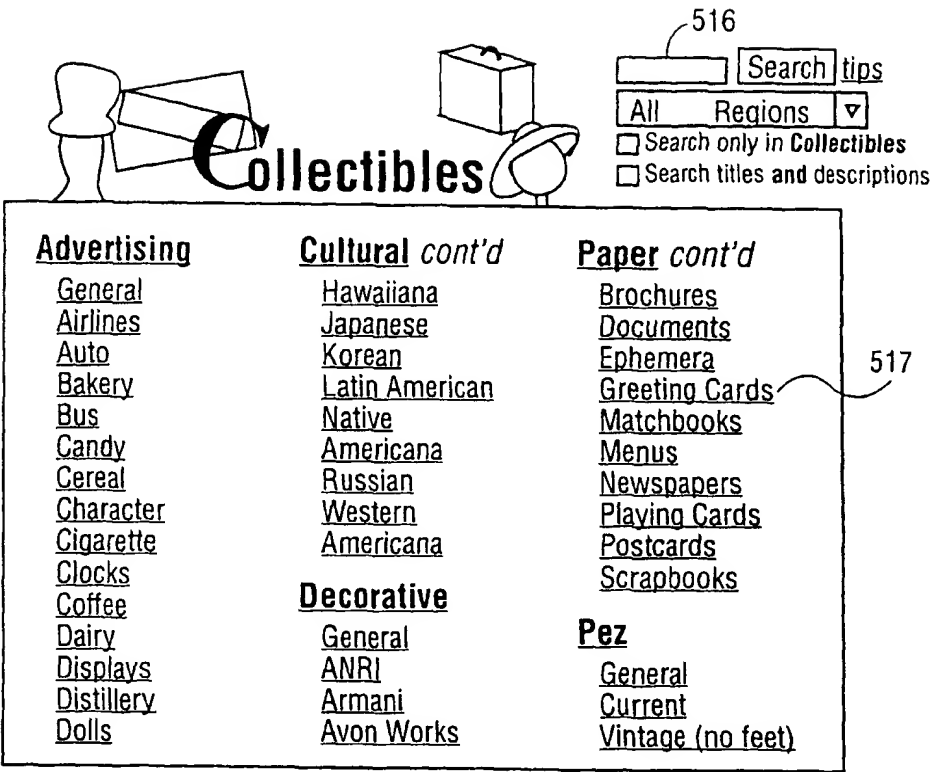 516
Search tips
All Regions
Search only in Collectibles
Search titles and descriptions
Collectibles
Advertising
General
Airlines
Auto
Bakery
Bus
Candy
Cereal
Character
Cigarette
Clocks
Coffee
Dairy
Displays
Distillery
Dolls
Cultural cont'd
Hawaiiana
Japanese
Korean
Latin American
Native
Americana
Russian
Western
Americana
Decorative
General
ANRI
Armani
Avon Works
Paper cont'd
Brochures
Documents
Ephemera
Greeting Cards
Matchbooks
Menus
Newspapers
Playing Cards
Postcards
Scrapbooks
Pez
General
Current
Vintage (no feet)
517